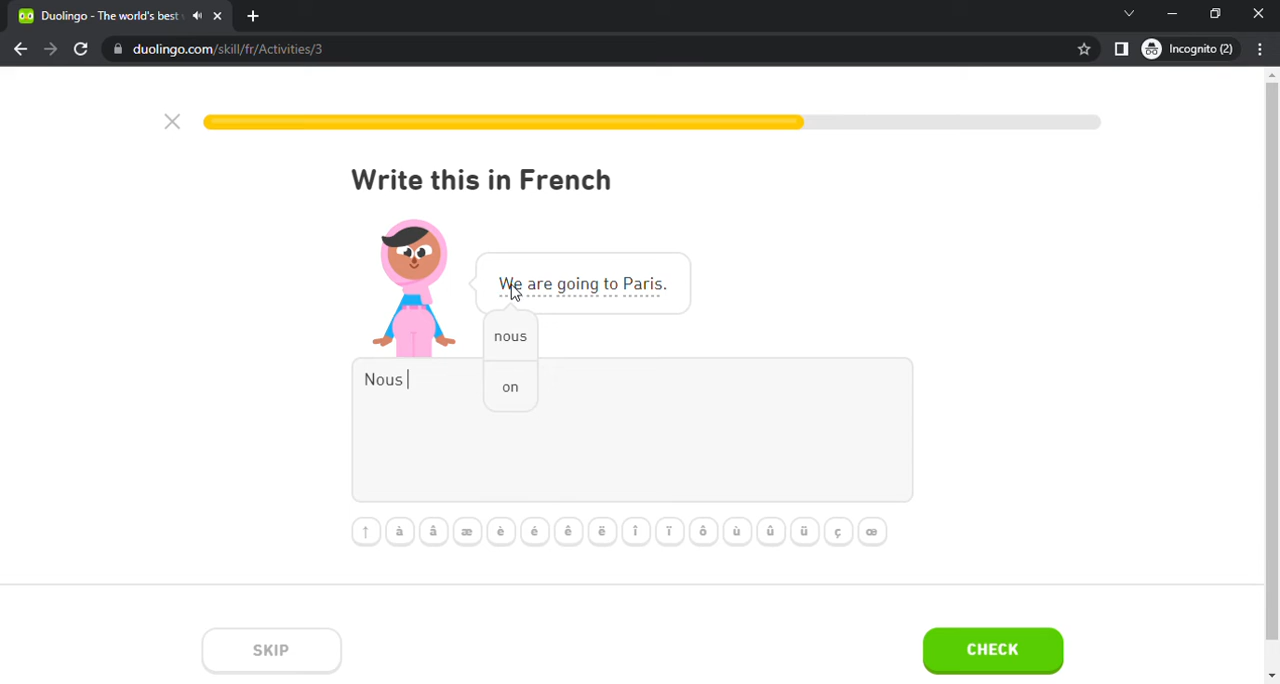 Duolingo - The world's best
duolingo.com/skill/fr/Activities/3
Incognito (2)
Write this in French
We are going to Paris.
nous
on
Nous
↑ à â æ è é ê ë î ï ô ù û ü ç œ
SKIP
CHECK